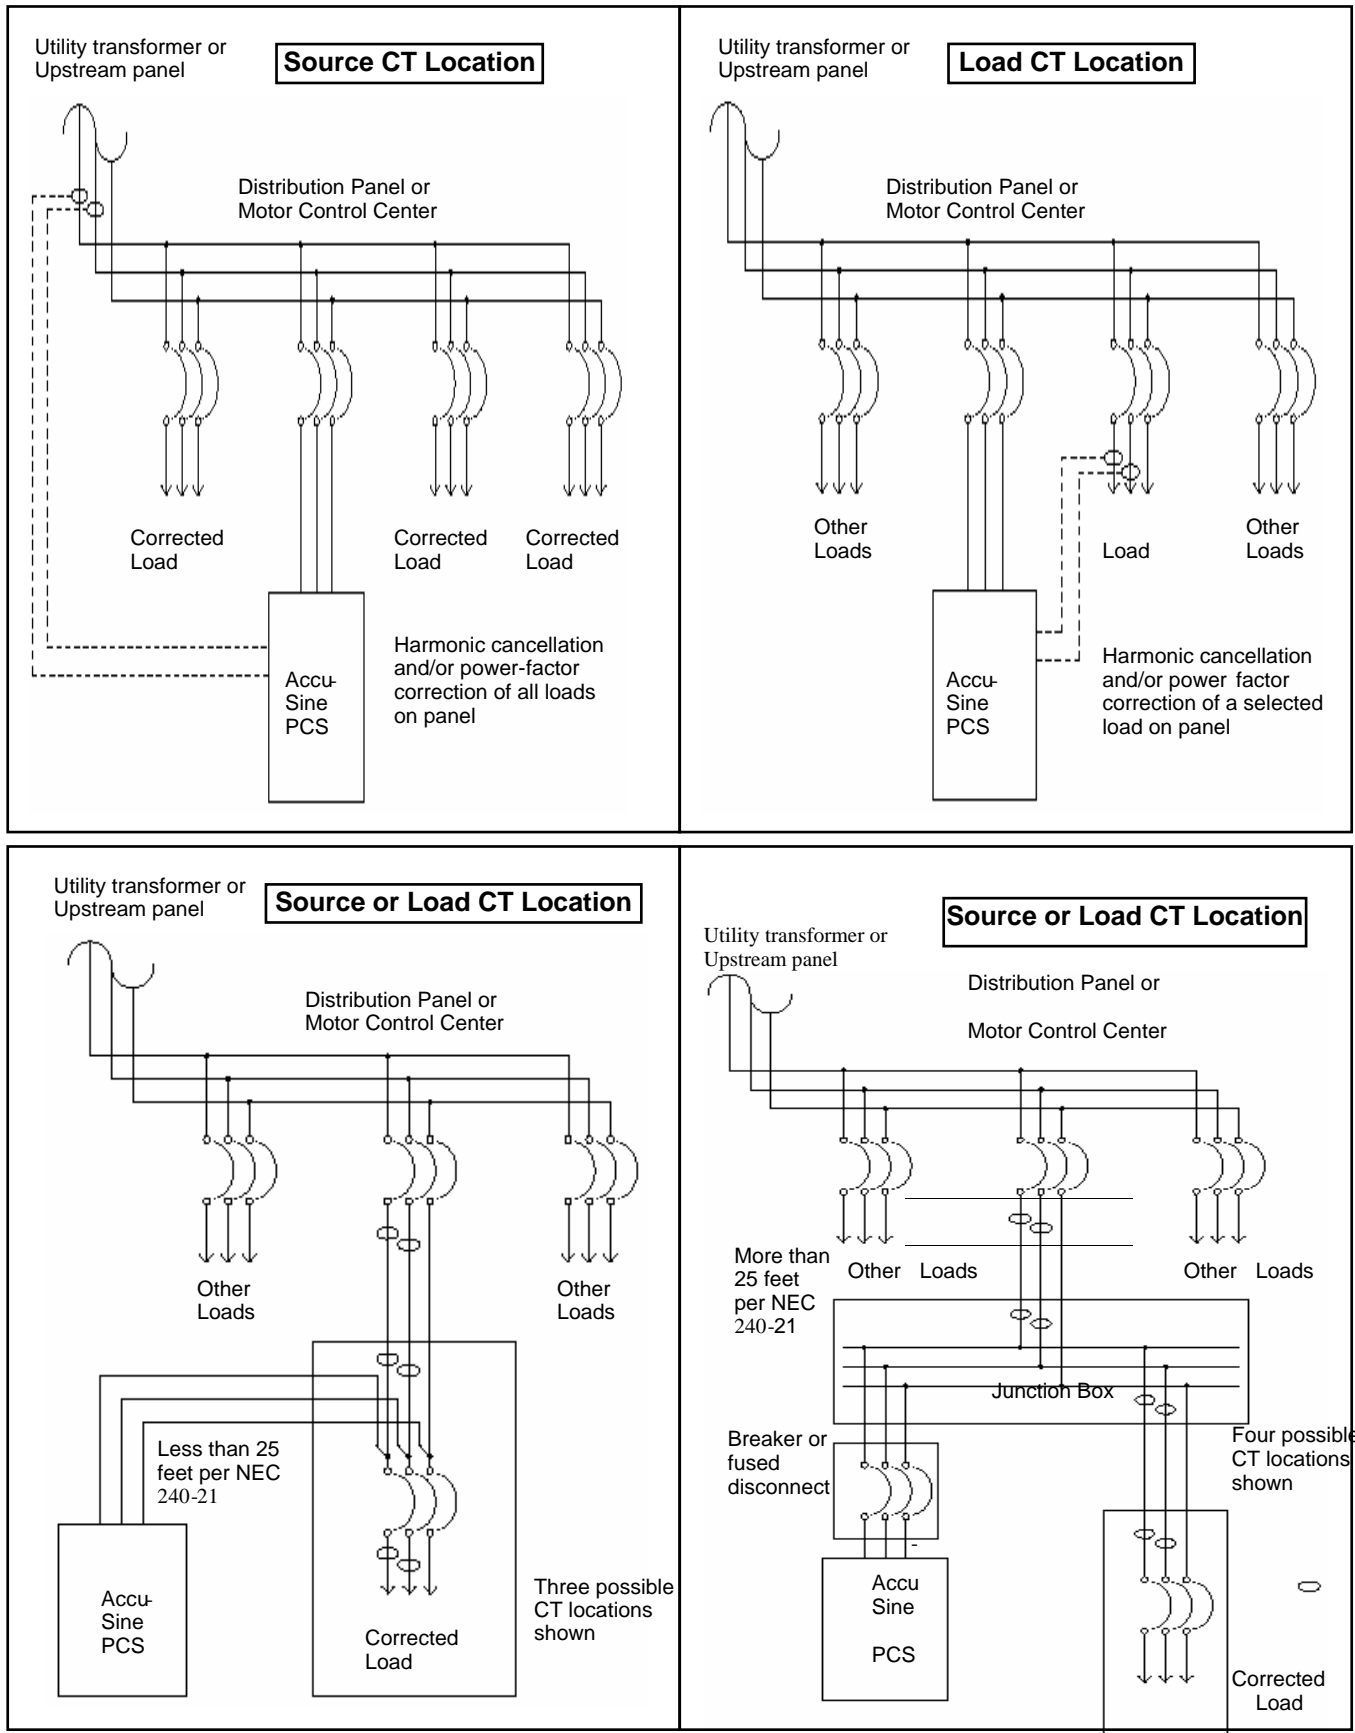 Utility transformer or
Upstream panel
Source CT Location
Distribution Panel or
Motor Control Center
Corrected
Load
Corrected
Load
Corrected
Load
Accu-
Sine
PCS
Harmonic cancellation
and/or power-factor
correction of all loads
on panel
Utility transformer or
Upstream panel
Load CT Location
Distribution Panel or
Motor Control Center
Other
Loads
Load
Other
Loads
Accu-
Sine
PCS
Harmonic cancellation
and/or power factor
correction of a selected
load on panel
Utility transformer or
Upstream panel
Source or Load CT Location
Distribution Panel or
Motor Control Center
Other
Loads
Other
Loads
Less than 25
feet per NEC
240-21
Accu-
Sine
PCS
Corrected
Load
Three possible
CT locations
shown
Utility transformer or
Upstream panel
Source or Load CT Location
Distribution Panel or
Motor Control Center
More than
25 feet
per NEC
240-21
Other Loads
Other Loads
Junction Box
Breaker or
fused
disconnect
Four possible
CT locations
shown
Accu
Sine
PCS
Corrected
Load